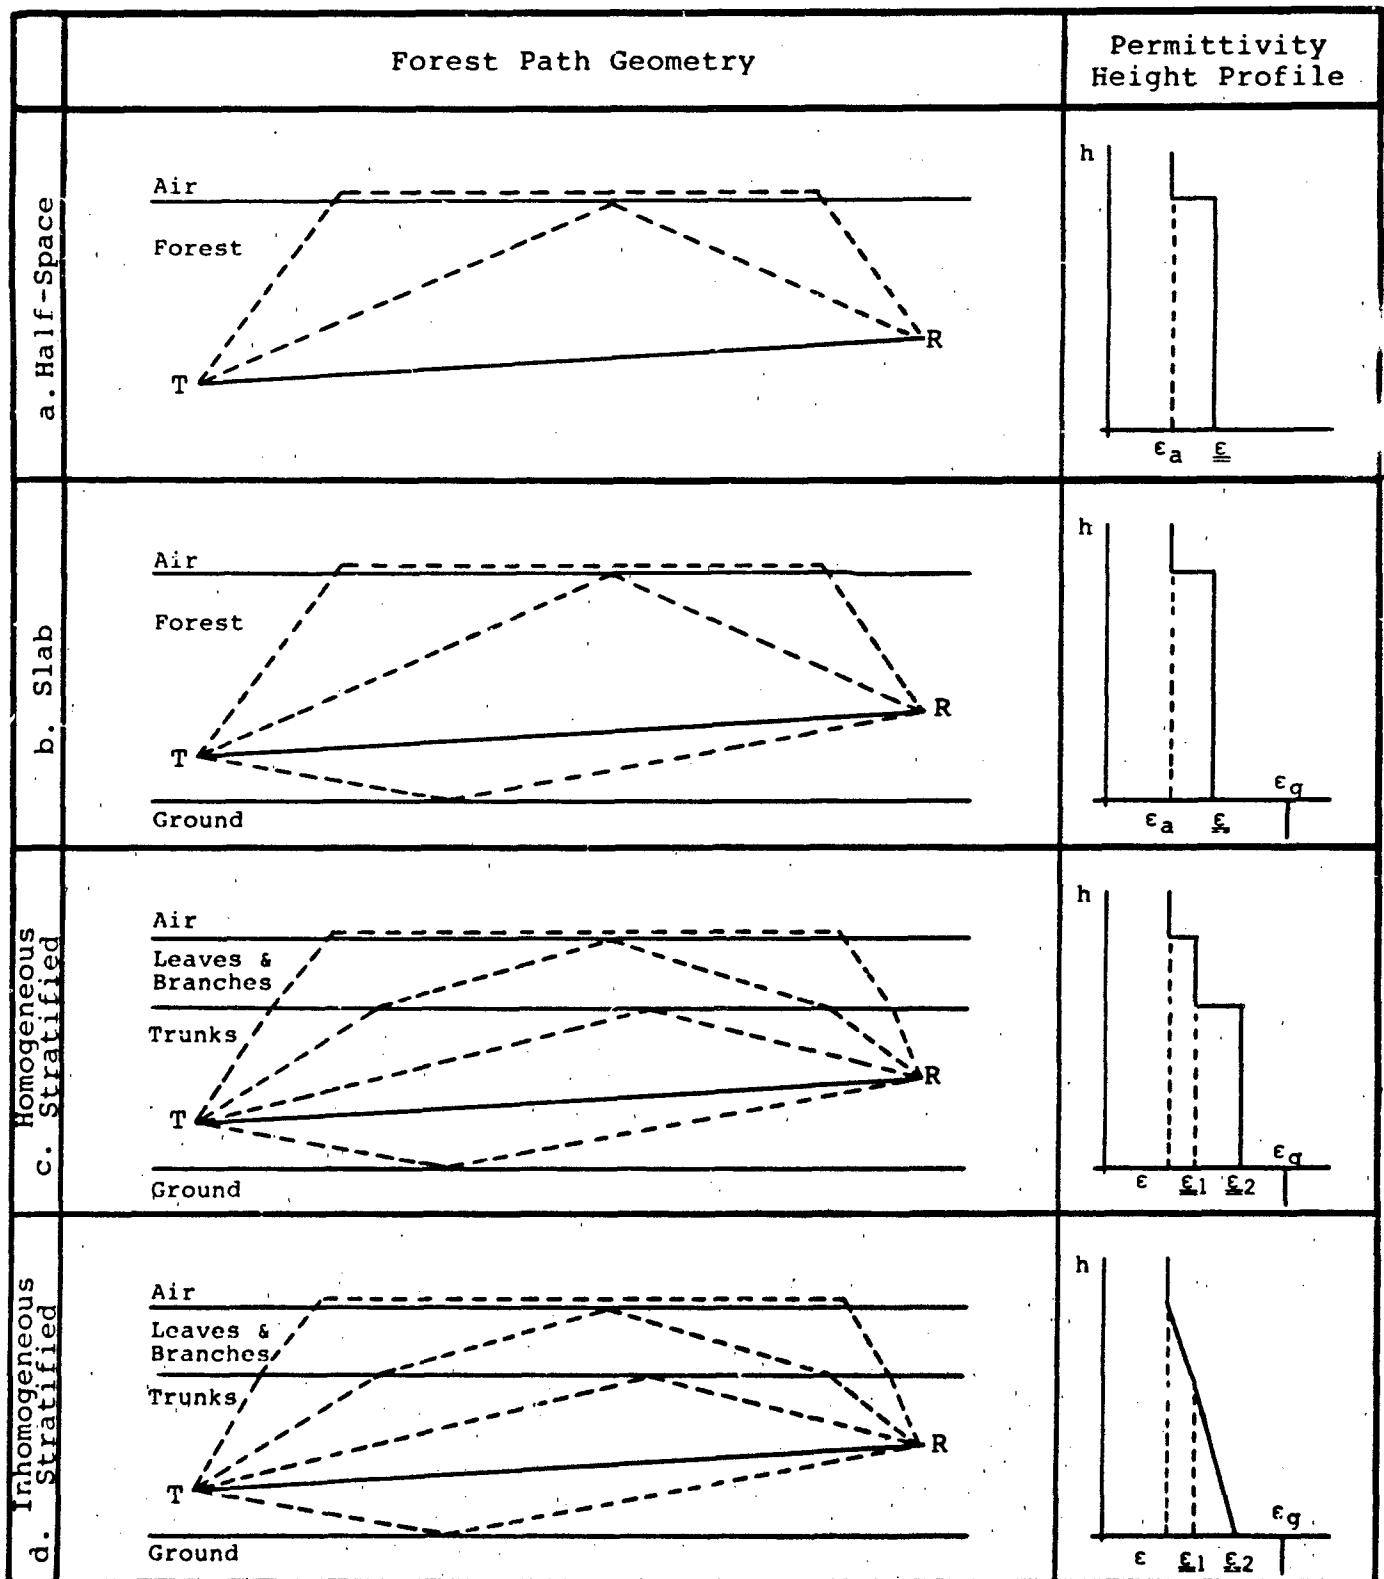 Forest Path Geometry
Permittivity
Height Profile
a. Half-Space
Air
Forest
T
R
h
εa ε
b. Slab
Air
Forest
T
R
Ground
h
εg
εa ε
Homogeneous
c. Stratified
Air
Leaves &
Branches
Trunks
T
R
Ground
h
εg
ε ε1 ε2
Inhomogeneous
d. Stratified
Air
Leaves &
Branches
Trunks
T
R
Ground
h
εg
ε ε1 ε2